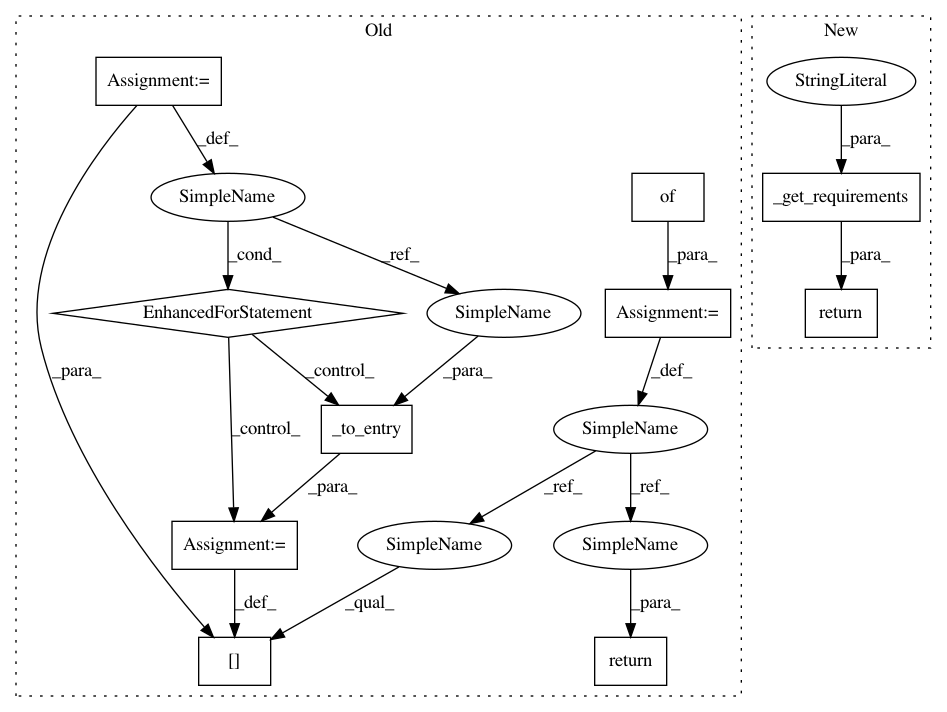 Old
New
Assignment:=
StringLiteral
_def_
_para_
SimpleName
of
_get_requirements
_cond_
_ref_
_para_
_para_
EnhancedForStatement
SimpleName
Assignment:=
return
_para_
_control_
_para_
_def_
_control_
_to_entry
SimpleName
_para_
_ref_
_ref_
Assignment:=
SimpleName
SimpleName
_def_
_qual_
_para_
[]
return